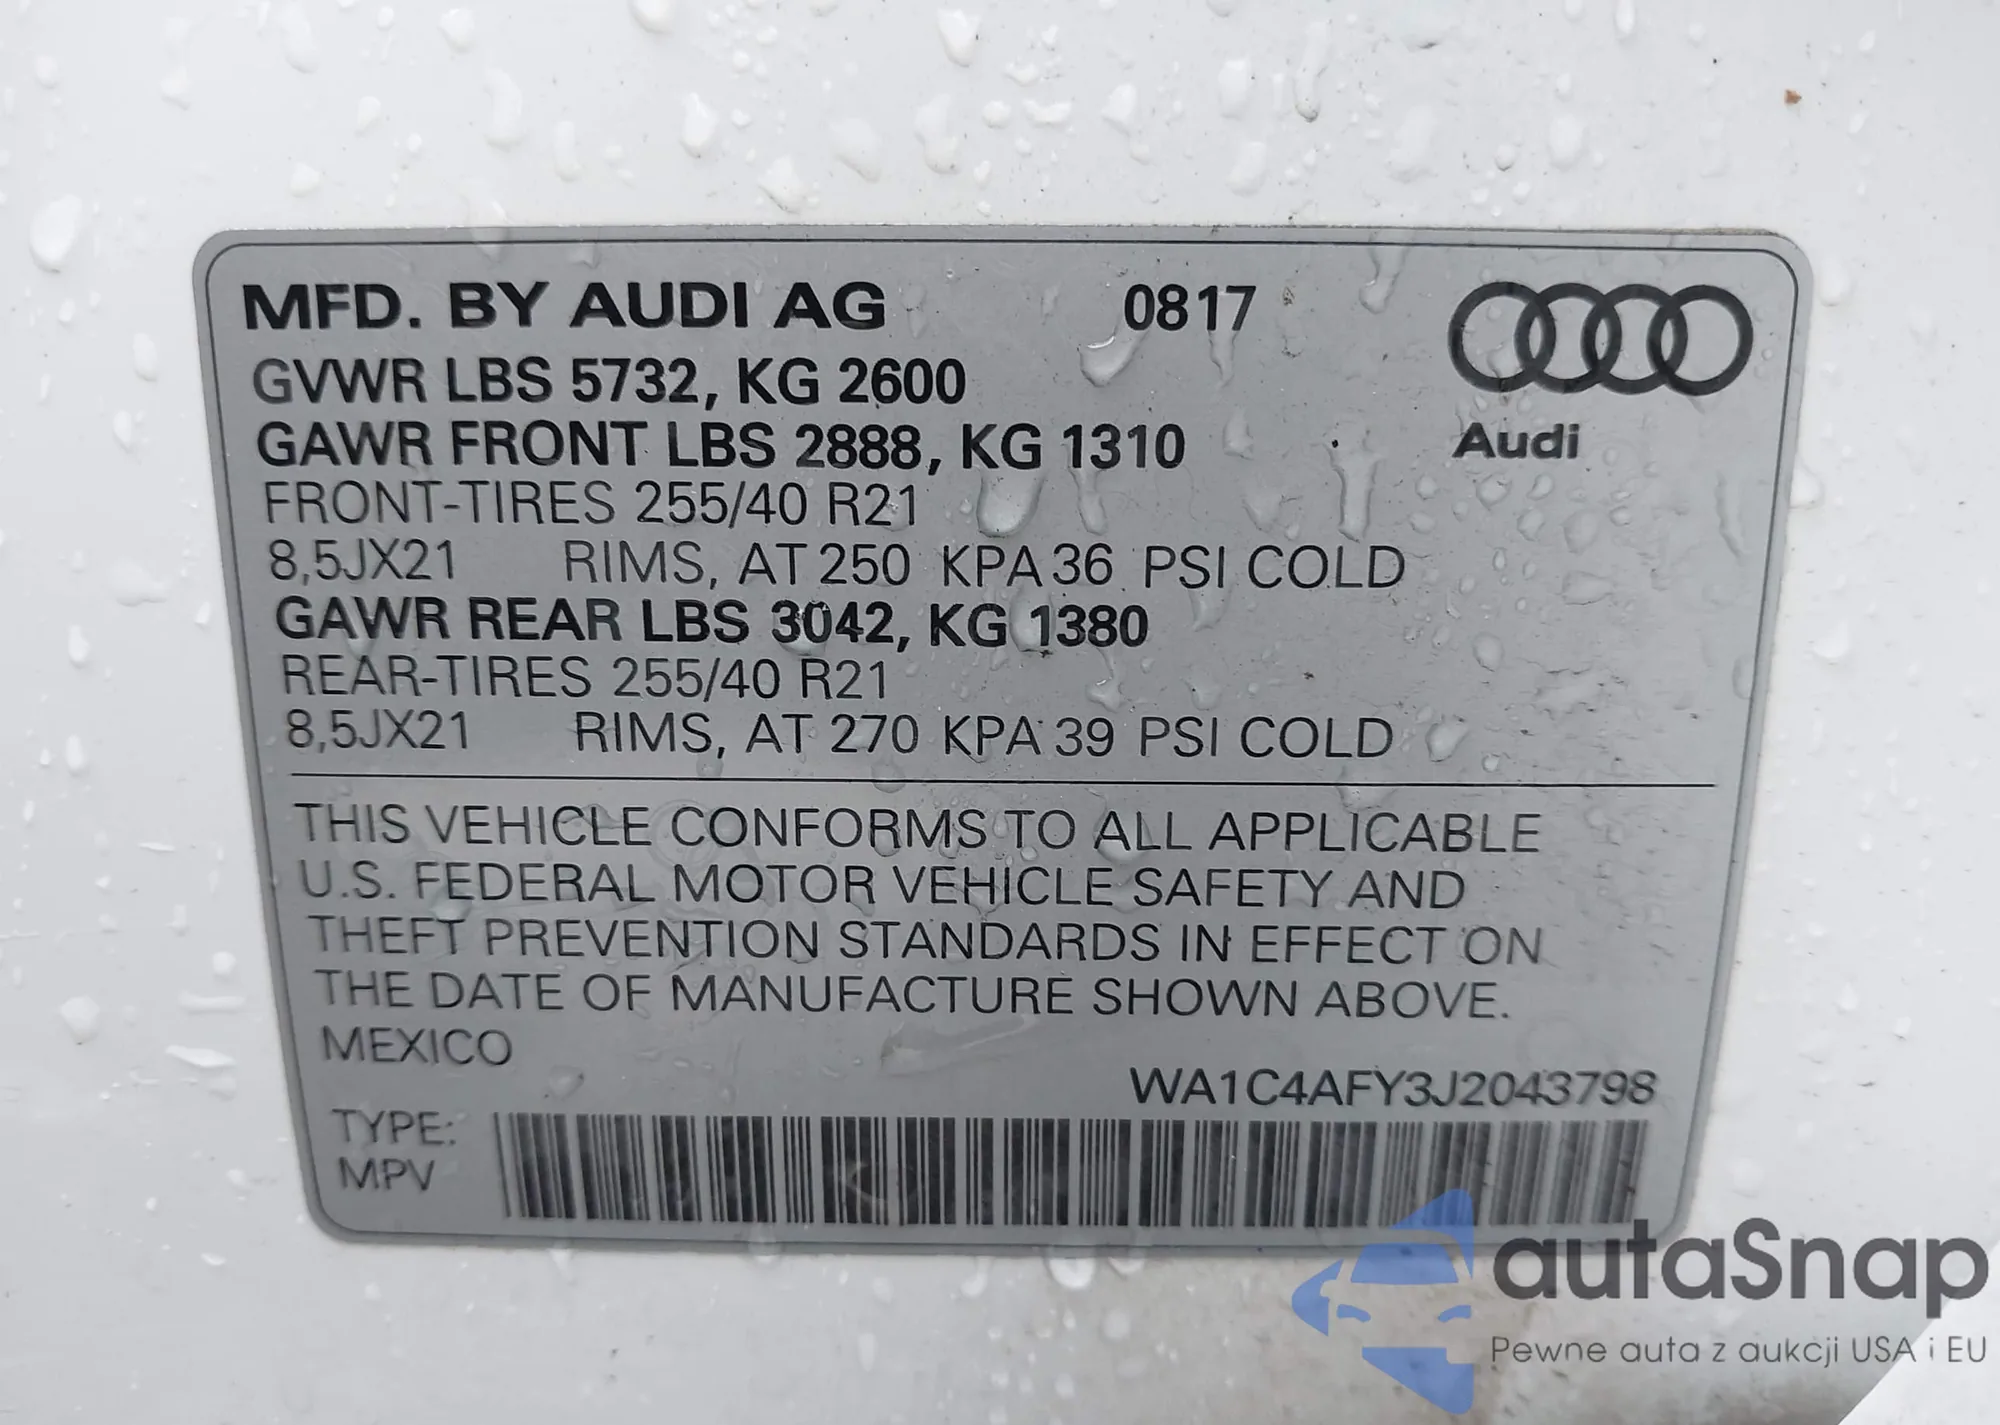 MFD. BY AUDI AG 0817
GVWR LBS 5732, KG 2600
GAWR FRONT LBS 2888, KG 1310
Audi
FRONT-TIRES 255/40 R21
8,5JX21 RIMS, AT 250 KPA 36 PSI COLD
GAWR REAR LBS 3042, KG 1380
REAR-TIRES 255/40 R21
8,5JX21 RIMS, AT 270 KPA 39 PSI COLD
THIS VEHICLE CONFORMS TO ALL APPLICABLE
U.S. FEDERAL MOTOR VEHICLE SAFETY AND
THEFT PREVENTION STANDARDS IN EFFECT ON
THE DATE OF MANUFACTURE SHOWN ABOVE.
MEXICO
WA1C4AFY3J2043798
TYPE:
MPV
autaSnap
Pewne auta z aukcji USA i EU